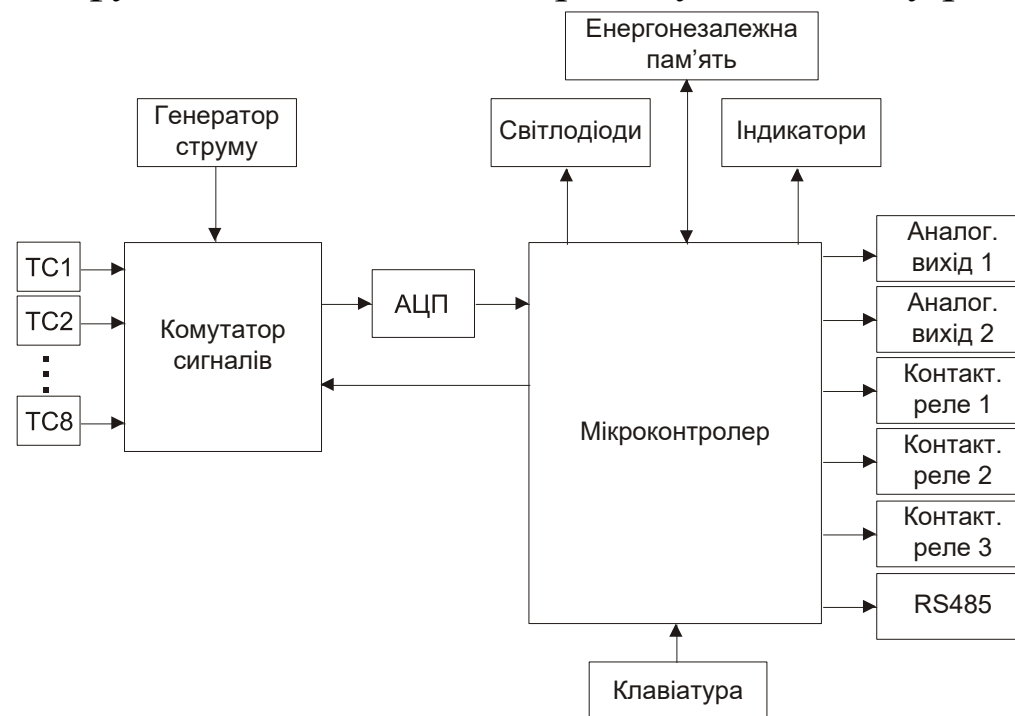 Енергонезалежна
пам’ять
Генератор
струму
Світлодіоди
Індикатори
ТС1
ТС2
ТС8
Комутатор
сигналів
АЦП
Мікроконтролер
Аналог.
вихід 1
Аналог.
вихід 2
Контакт.
реле 1
Контакт.
реле 2
Контакт.
реле 3
RS485
Клавіатура